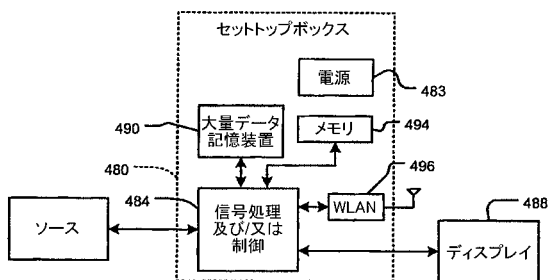 セットトップボックス
電源
483
490
大量データ
記憶装置
メモリ
494
480
496
484
信号処理
及び/又は
制御
WLAN
488
ソース
ディスプレイ